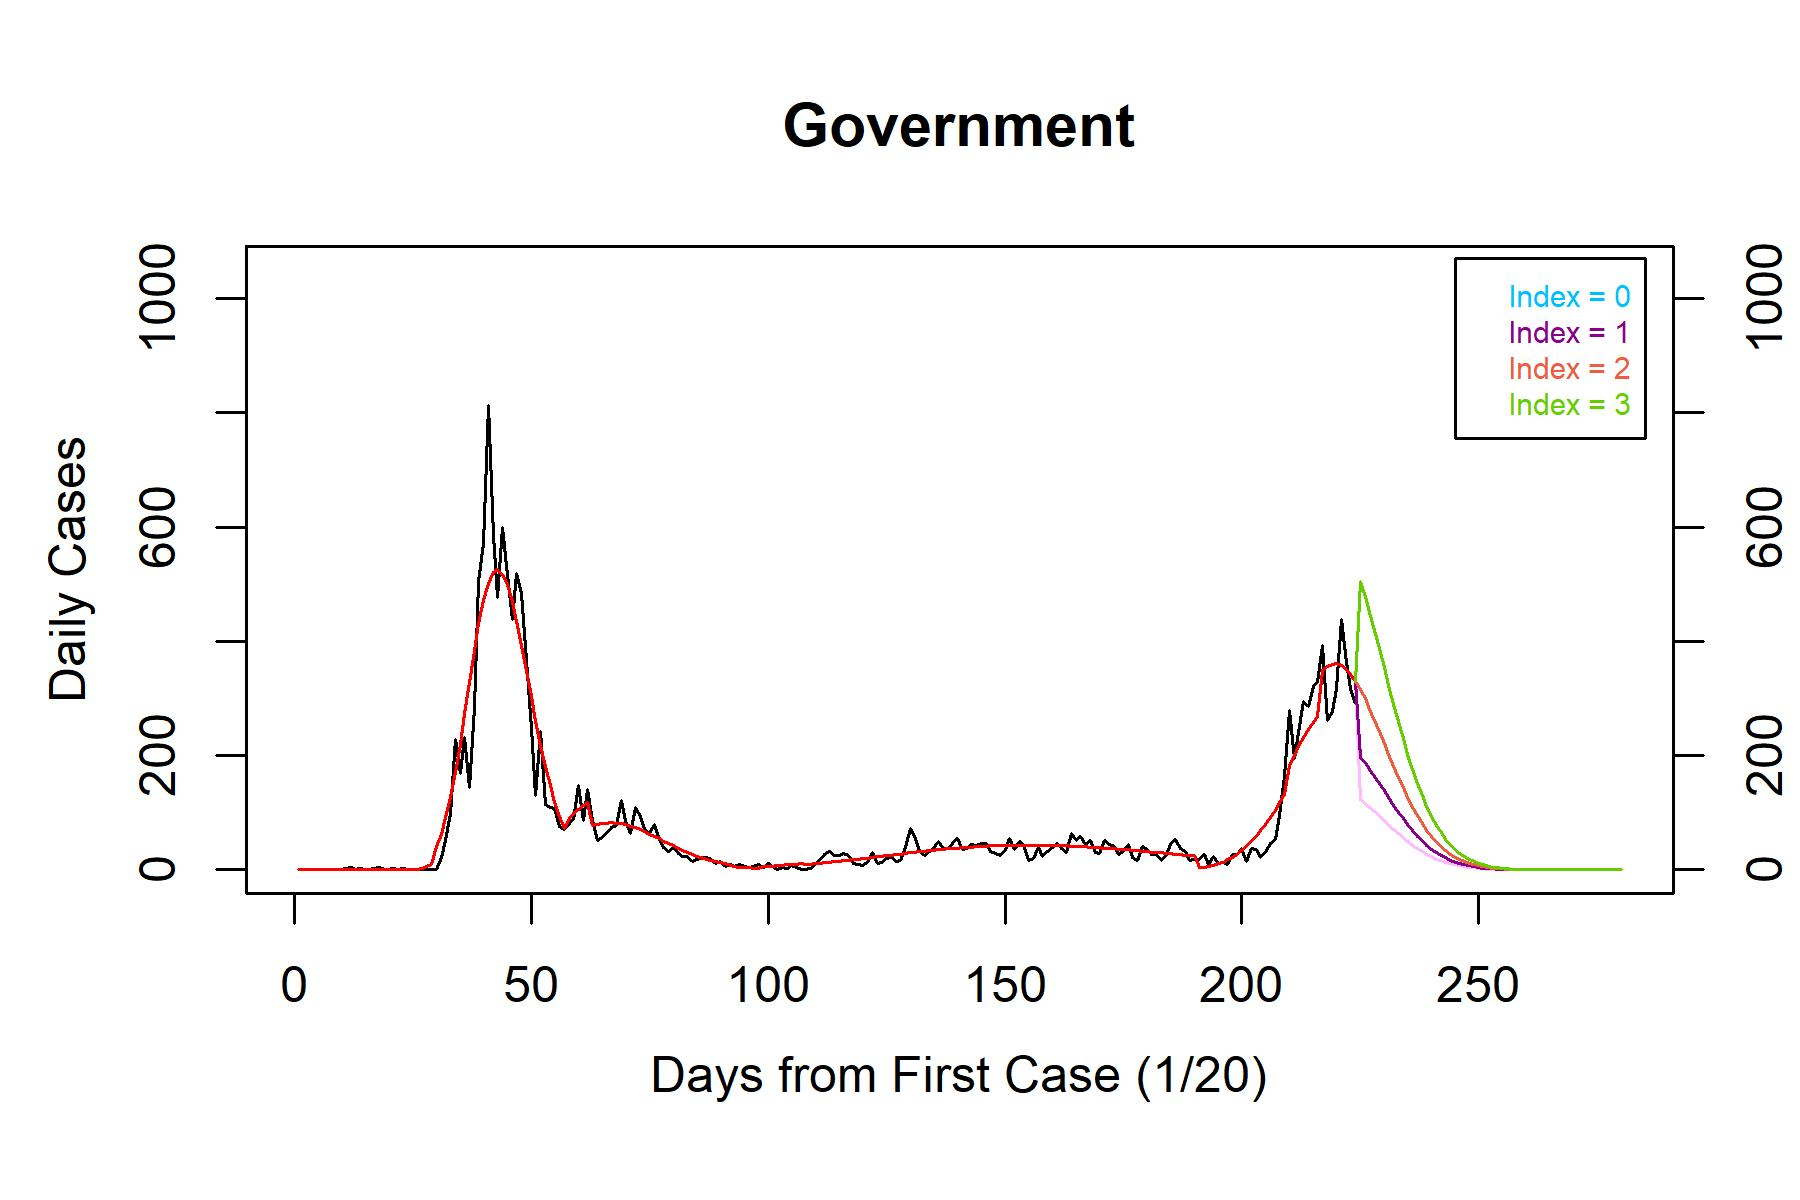 Government
1000
600
200
0
Daily Cases
Index = 0
Index = 1
Index = 2
Index = 3
1000
600
200
0
0 50 100 150 200 250
Days from First Case (1/20)